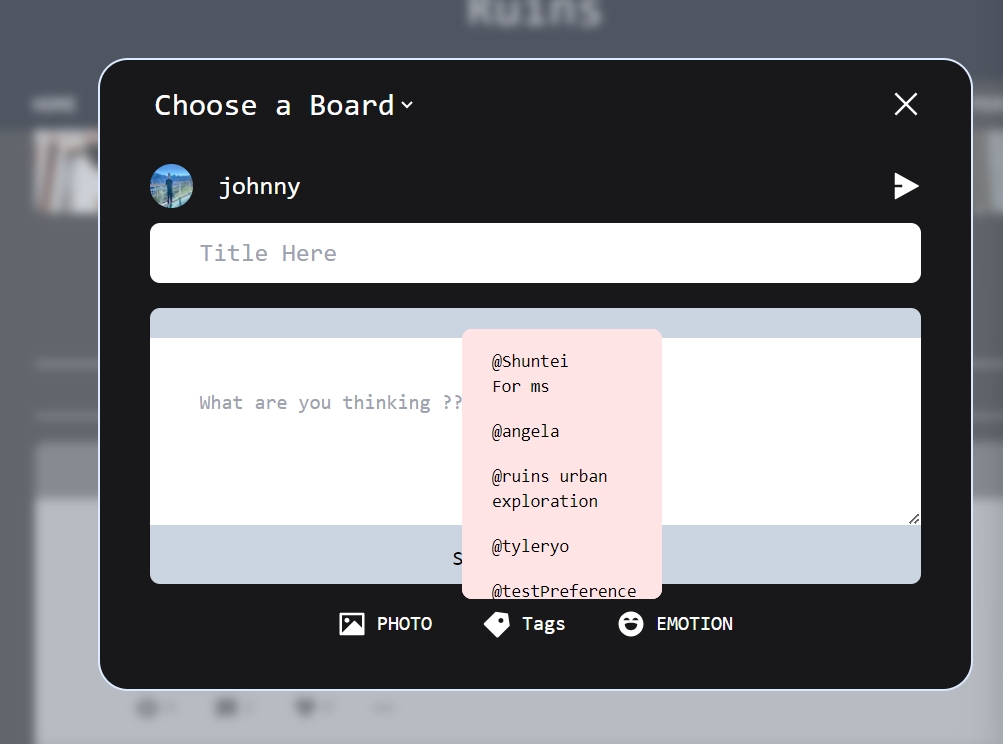 Ruins
HOME
Choose a Board
johnny
Title Here
What are you thinking ??
@Shuntei
For ms
@angela
@ruins urban
exploration
@tyleryo
@testPreference
S
PHOTO
Tags
EMOTION